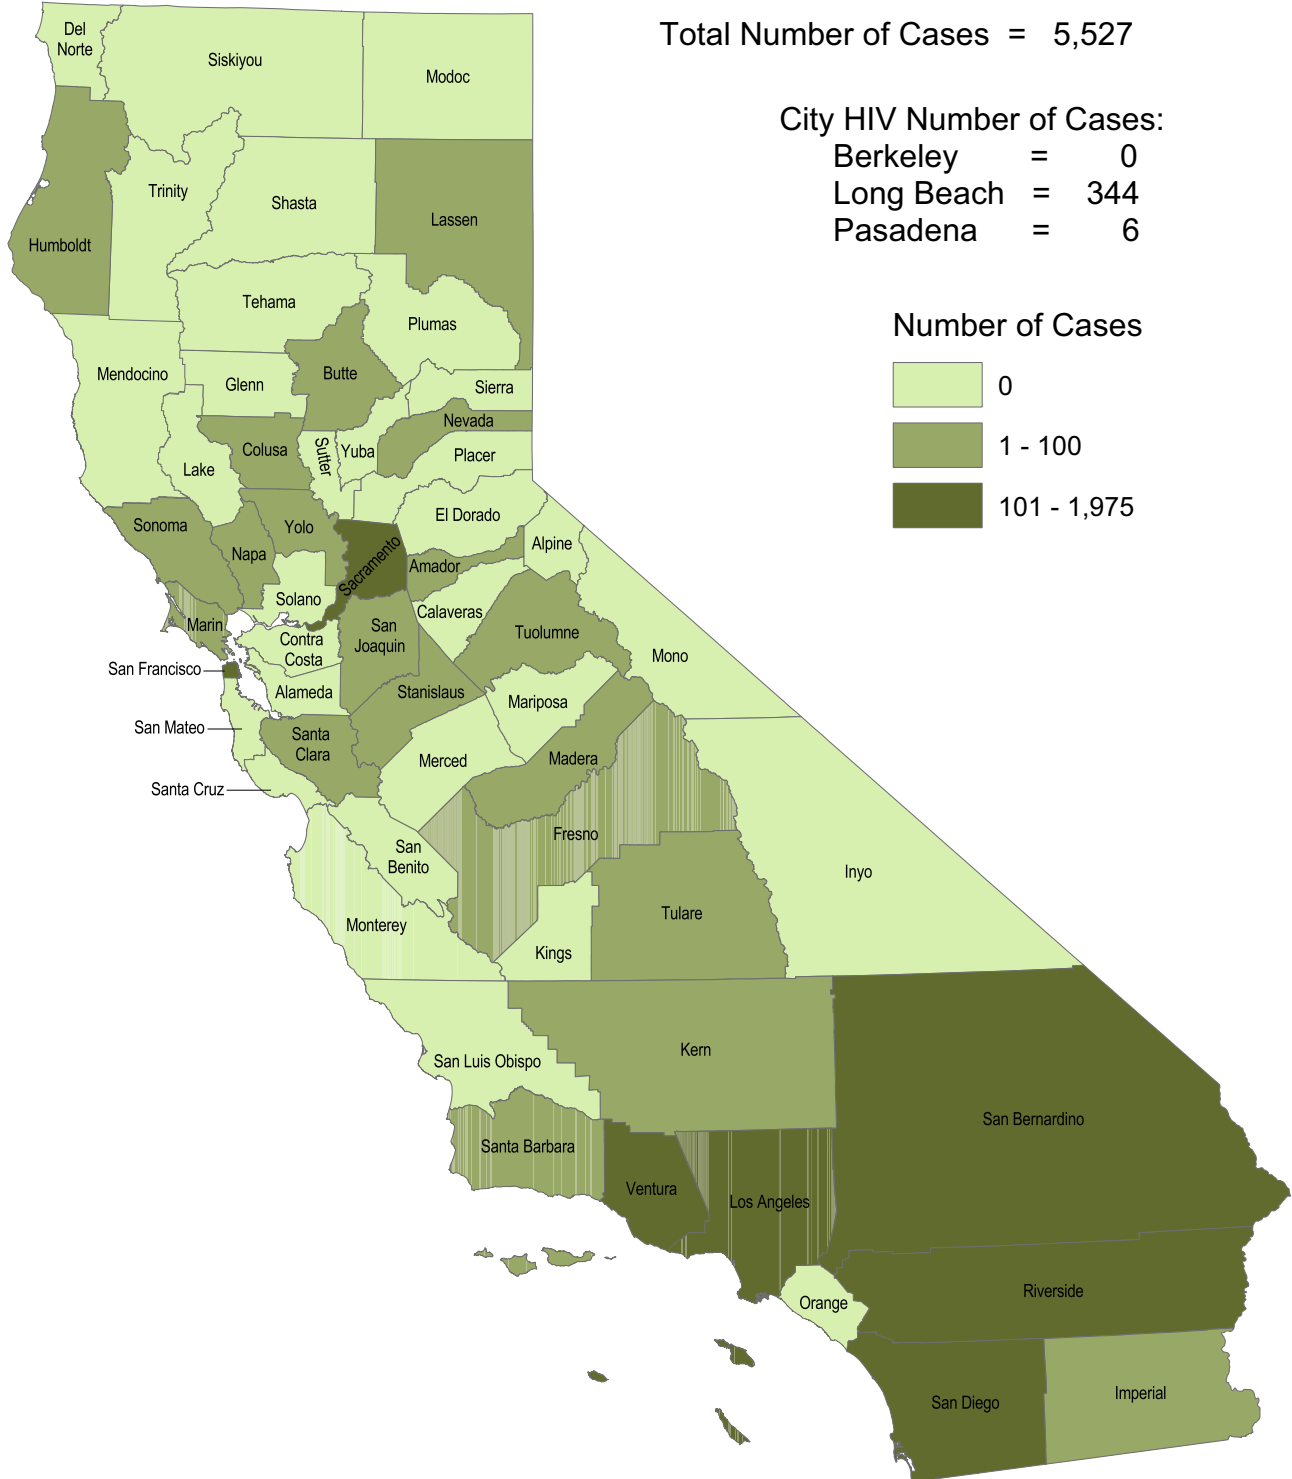 Total Number of Cases = 5,527
City HIV Number of Cases:
Berkeley = 0
Long Beach = 344
Pasadena = 6
Number of Cases
0
1 - 100
101 - 1,975
Del
Norte
Siskiyou
Modoc
Trinity
Shasta
Lassen
Humboldt
Tehama
Plumas
Mendocino
Glenn
Butte
Sierra
Nevada
Colusa
Sutter
Yuba
Placer
Lake
El Dorado
Sonoma
Yolo
Napa
Sacramento
Alpine
Amador
Solano
Calaveras
Marin
San
Joaquin
Tuolumne
Contra
Costa
Mono
San Francisco
Alameda
Stanislaus
Mariposa
San Mateo
Santa
Clara
Merced
Madera
Santa Cruz
Fresno
San
Benito
Inyo
Monterey
Tulare
Kings
Kern
San Luis Obispo
San Bernardino
Santa Barbara
Ventura
Los Angeles
Riverside
Orange
San Diego
Imperial